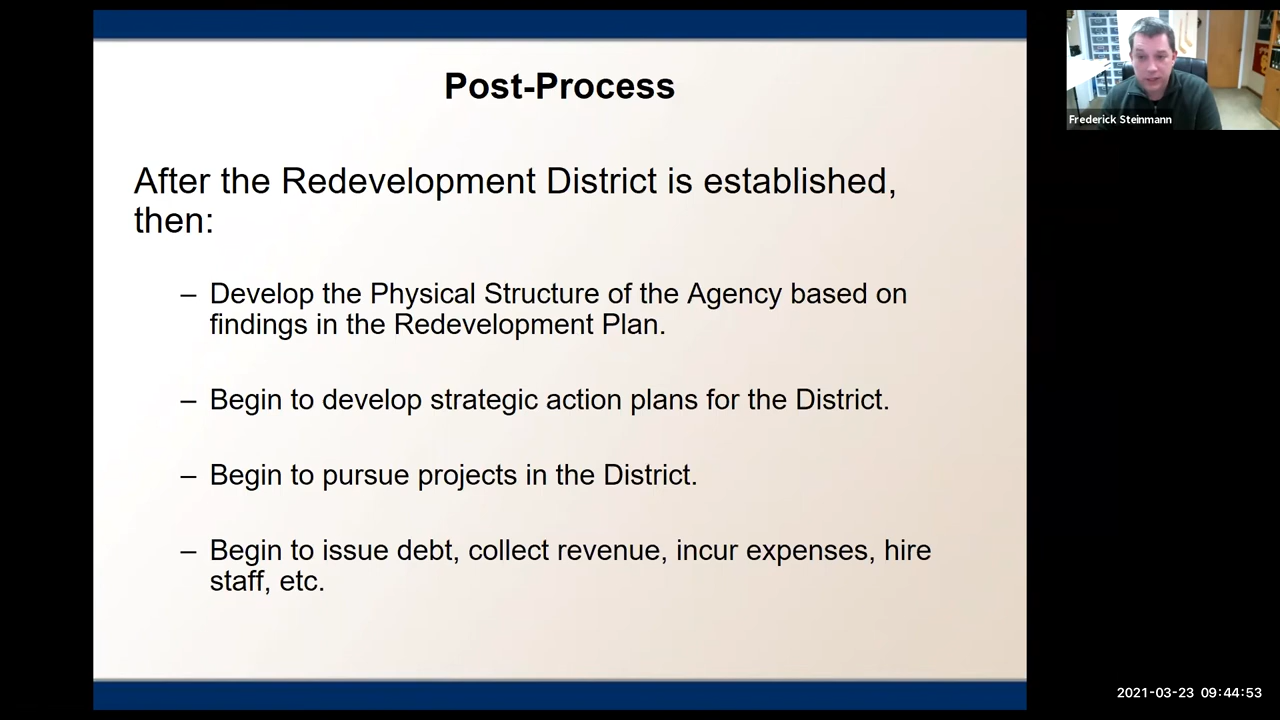 Post-Process
After the Redevelopment District is established,
then:
– Develop the Physical Structure of the Agency based on
findings in the Redevelopment Plan.
– Begin to develop strategic action plans for the District.
– Begin to pursue projects in the District.
– Begin to issue debt, collect revenue, incur expenses, hire
staff, etc.
Frederick Steinmann
2021-03-23 09:44:53